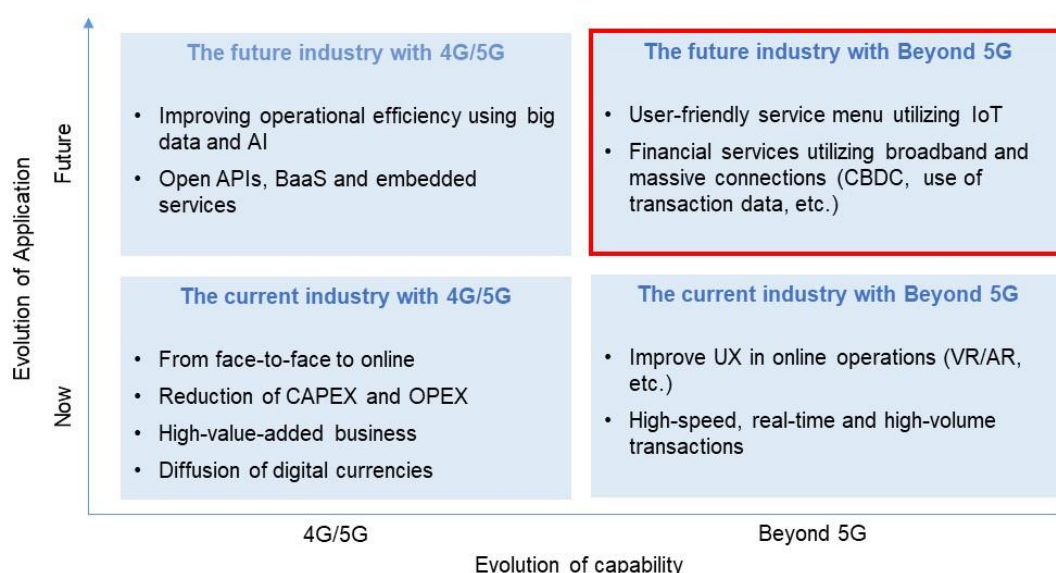 The future industry with 4G/5G
• Improving operational efficiency using big
data and AI
• Open APIs, BaaS and embedded
services
The future industry with Beyond 5G
• User-friendly service menu utilizing IoT
• Financial services utilizing broadband and
massive connections (CBDC, use of
transaction data, etc.)
The current industry with 4G/5G
• From face-to-face to online
• Reduction of CAPEX and OPEX
• High-value-added business
• Diffusion of digital currencies
The current industry with Beyond 5G
• Improve UX in online operations (VR/AR,
etc.)
• High-speed, real-time and high-volume
transactions
Evolution of Application
Future
Now
4G/5G
Beyond 5G
Evolution of capability